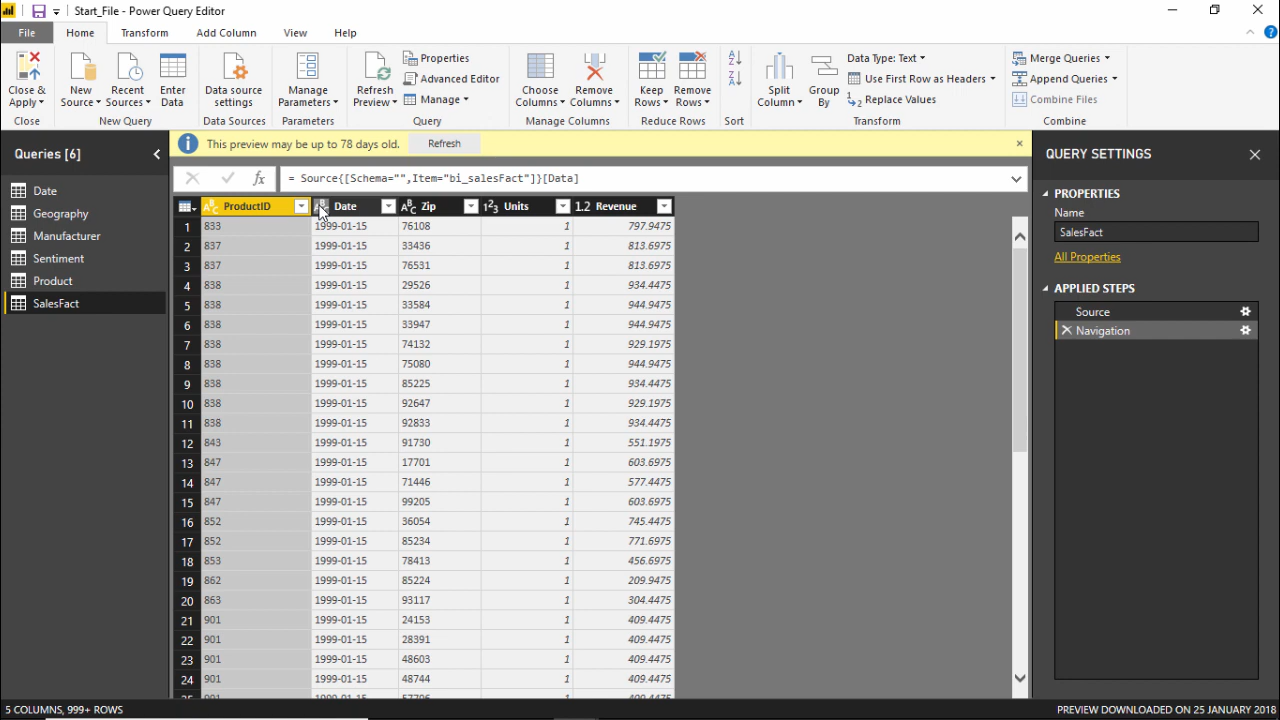 Start_File - Power Query Editor
File Home Transform Add Column View Help
Close & Apply
New Source
Recent Sources
Enter Data
Data source settings
Manage Parameters
Refresh Preview
Properties
Advanced Editor
Manage
Choose Columns
Remove Columns
Keep Rows
Remove Rows
Split Column
Group By
Data Type: Text
Use First Row as Headers
Replace Values
Merge Queries
Append Queries
Combine Files
Close New Query Data Sources Parameters Query Manage Columns Reduce Rows Sort Transform Combine
Queries [6]
Date
Geography
Manufacturer
Sentiment
Product
SalesFact
This preview may be up to 78 days old. Refresh
fx = Source{[Schema="",Item="bi_salesFact"]}[Data]
ProductID Date Zip Units Revenue
1 833 1999-01-15 76108 1 797.9475
2 837 1999-01-15 33436 1 813.6975
3 837 1999-01-15 76531 1 813.6975
4 838 1999-01-15 29526 1 934.4475
5 838 1999-01-15 33584 1 944.9475
6 838 1999-01-15 33947 1 944.9475
7 838 1999-01-15 74132 1 929.1975
8 838 1999-01-15 75080 1 944.9475
9 838 1999-01-15 85225 1 934.4475
10 838 1999-01-15 92647 1 929.1975
11 838 1999-01-15 92833 1 934.4475
12 843 1999-01-15 91730 1 551.1975
13 847 1999-01-15 17701 1 603.6975
14 847 1999-01-15 71446 1 577.4475
15 847 1999-01-15 99205 1 603.6975
16 852 1999-01-15 36054 1 745.4475
17 852 1999-01-15 85234 1 771.6975
18 853 1999-01-15 78413 1 456.6975
19 862 1999-01-15 85224 1 209.9475
20 863 1999-01-15 93117 1 304.4475
21 901 1999-01-15 24153 1 409.4475
22 901 1999-01-15 28391 1 409.4475
23 901 1999-01-15 48603 1 409.4475
24 901 1999-01-15 48744 1 409.4475
QUERY SETTINGS
PROPERTIES
Name
SalesFact
All Properties
APPLIED STEPS
Source
Navigation
5 COLUMNS, 999+ ROWS
PREVIEW DOWNLOADED ON 25 JANUARY 2018